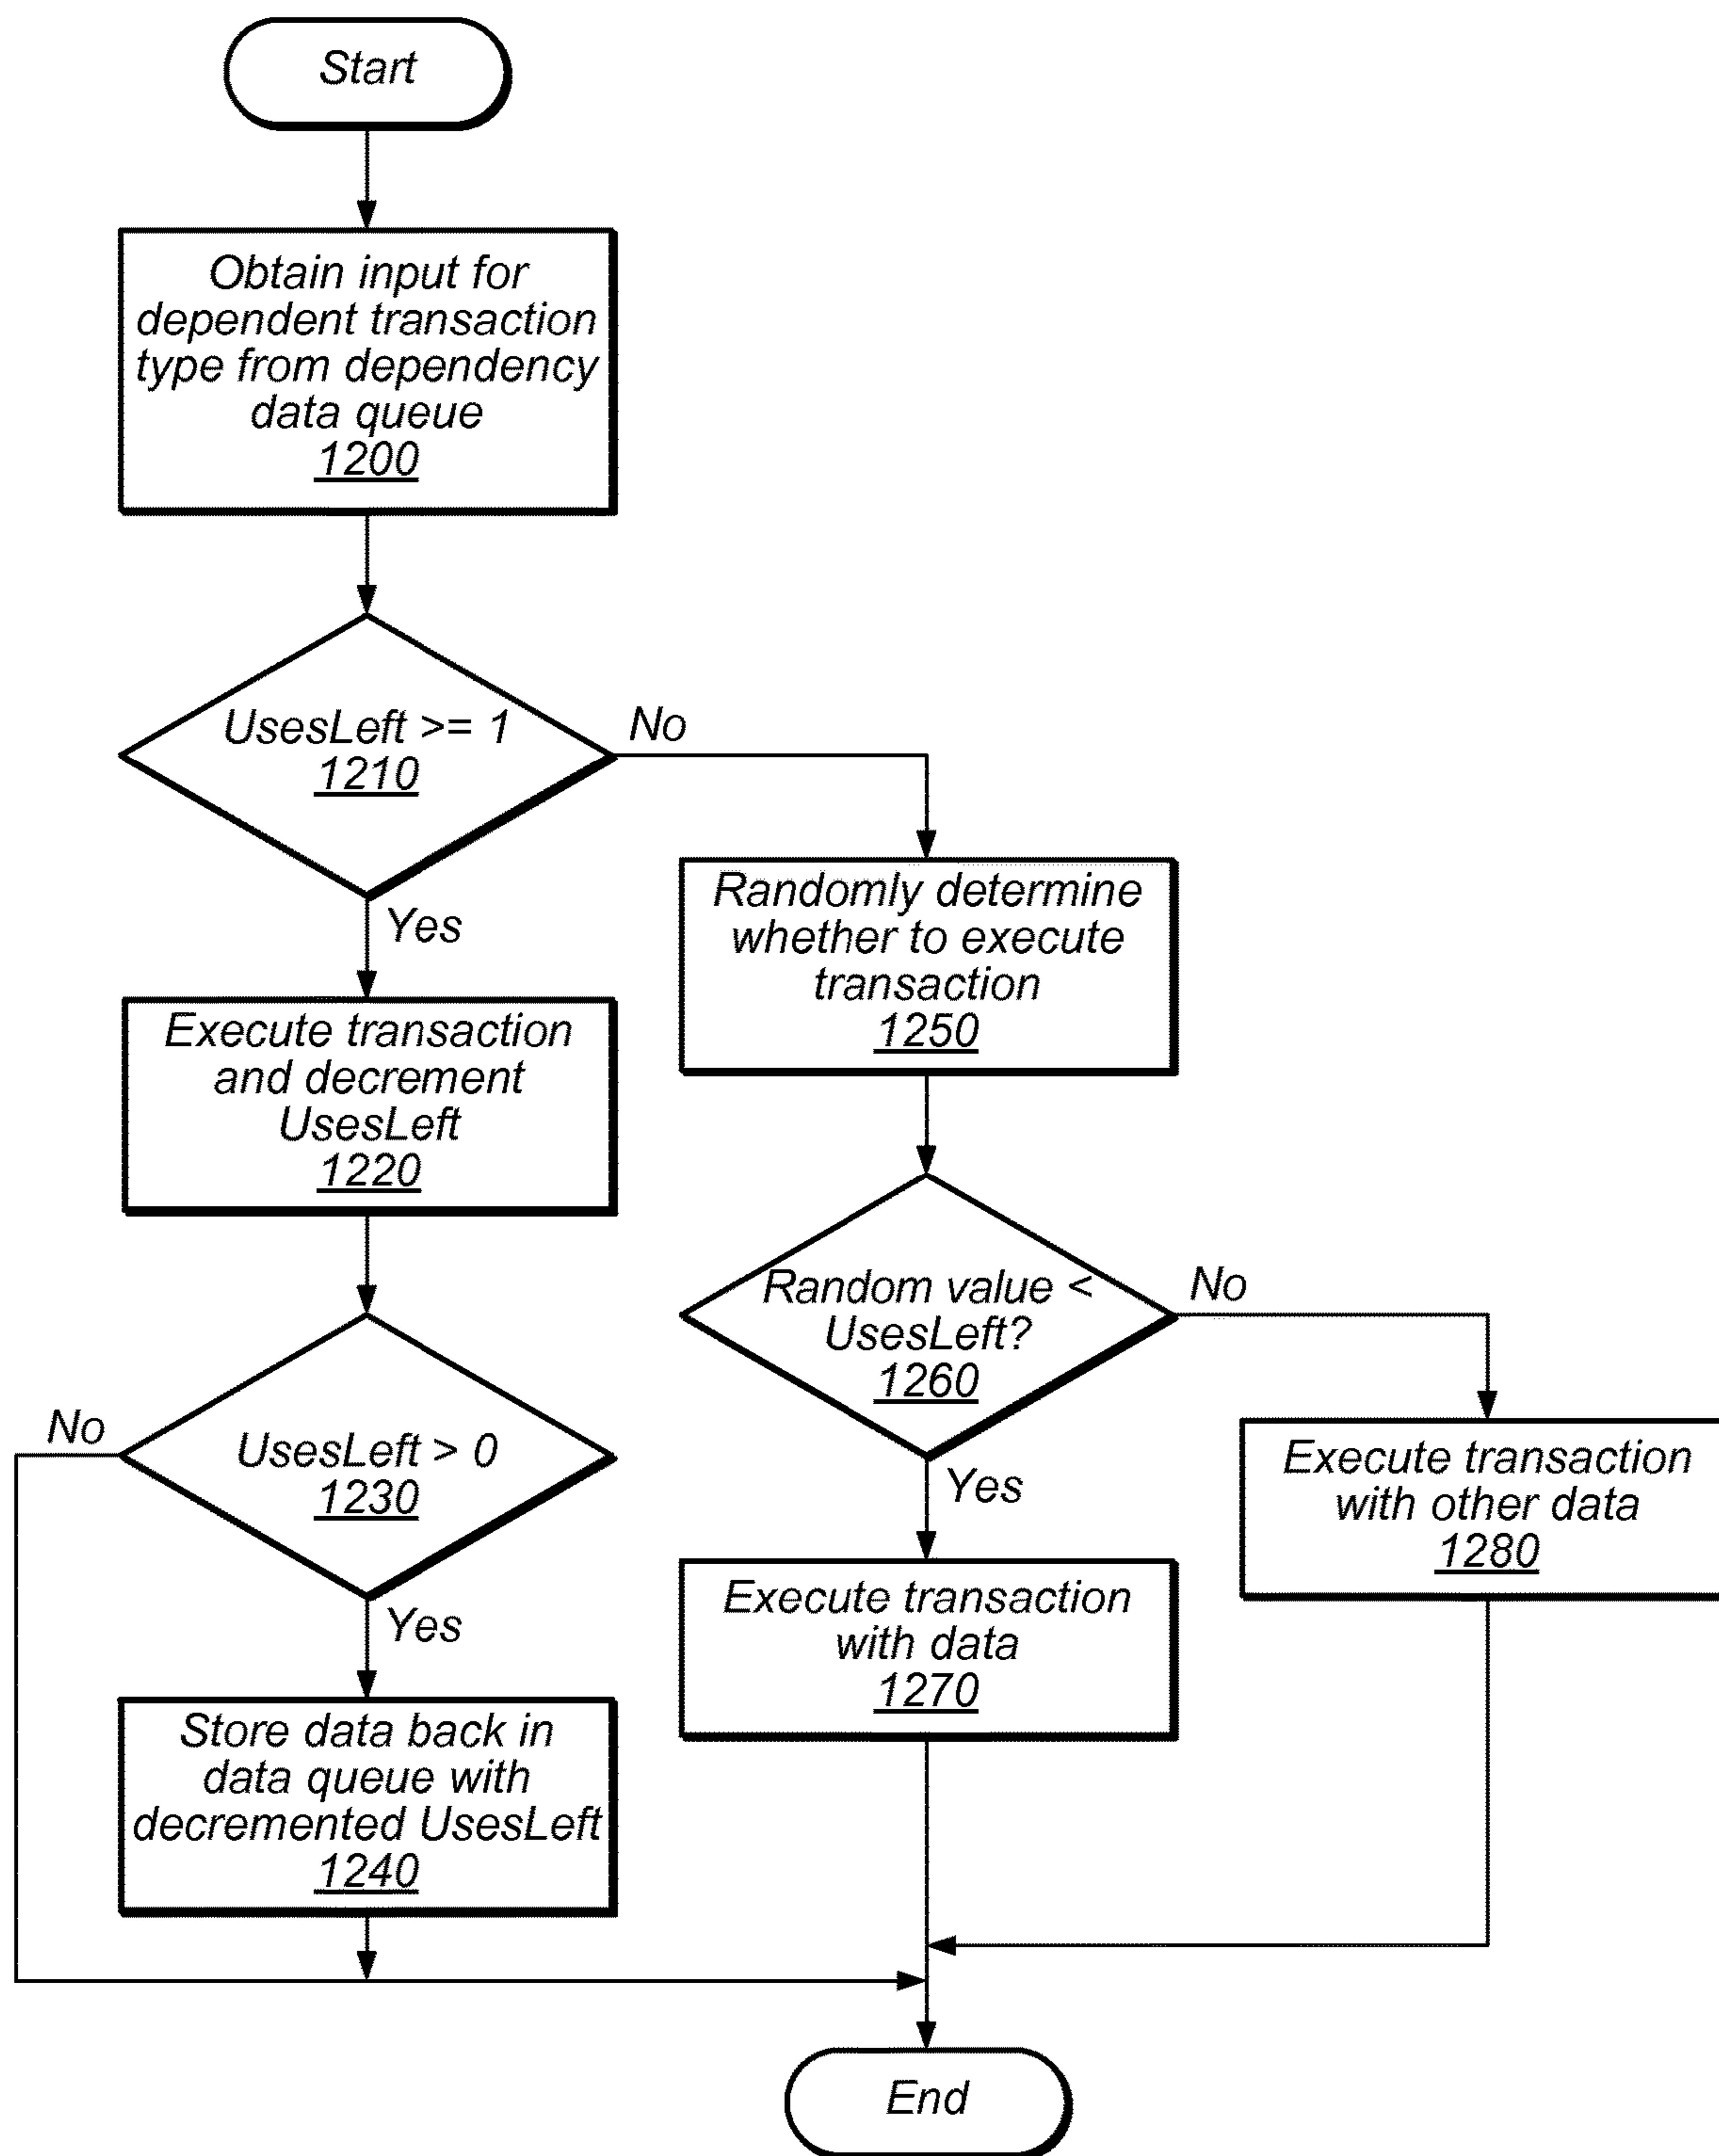 Start
Obtain input for
dependent transaction
type from dependency
data queue
1200
UsesLeft >= 1
1210
No
Yes
Execute transaction
and decrement
UsesLeft
1220
UsesLeft > 0
1230
No
Yes
Store data back in
data queue with
decremented UsesLeft
1240
Randomly determine
whether to execute
transaction
1250
Random value <
UsesLeft?
1260
No
Yes
Execute transaction
with data
1270
Execute transaction
with other data
1280
End